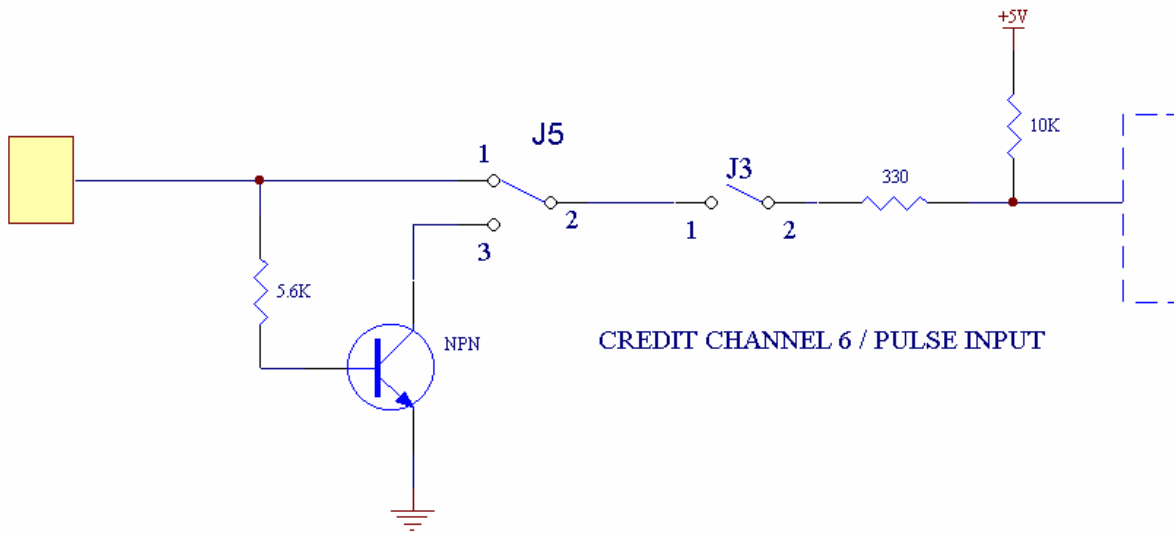 +5V
J5
10K
1
J3
330
2
1
2
3
5.6K
NPN
CREDIT CHANNEL 6 / PULSE INPUT